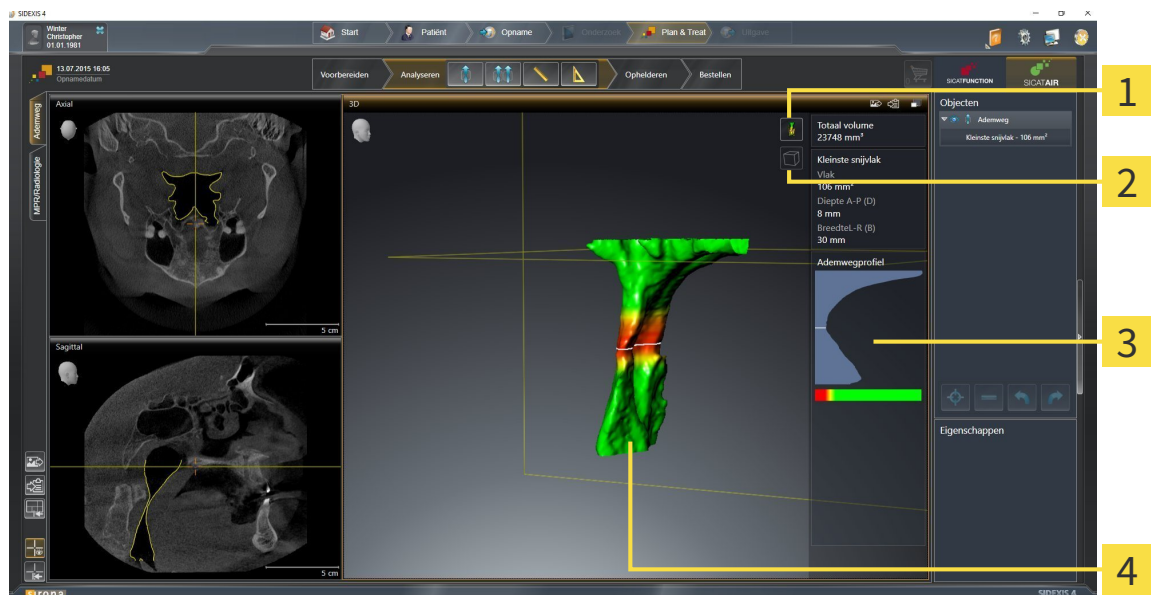 SIDEXIS 4
Winter
Christopher
01.01.1981
Start
Patiënt
Opname
Onderzoek
Plan & Treat
Uitgave
13.07.2015 16:05
Opnamedatum
Voorbereiden
Analyseren
Ophelderen
Bestellen
SICATFUNCTION
SICATAIR
Ademweg
MPR/Radiologie
Axial
5 cm
Sagittal
5 cm
3D
Totaal volume
23748 mm³
Kleinste snijvlak
Vlak
106 mm²
Diepte A-P (D)
8 mm
BreedteL-R (B)
30 mm
Ademwegprofiel
Objecten
Ademweg
Kleinste snijvlak - 106 mm²
Eigenschappen
1
2
3
4
sirona
SIDEXIS 4